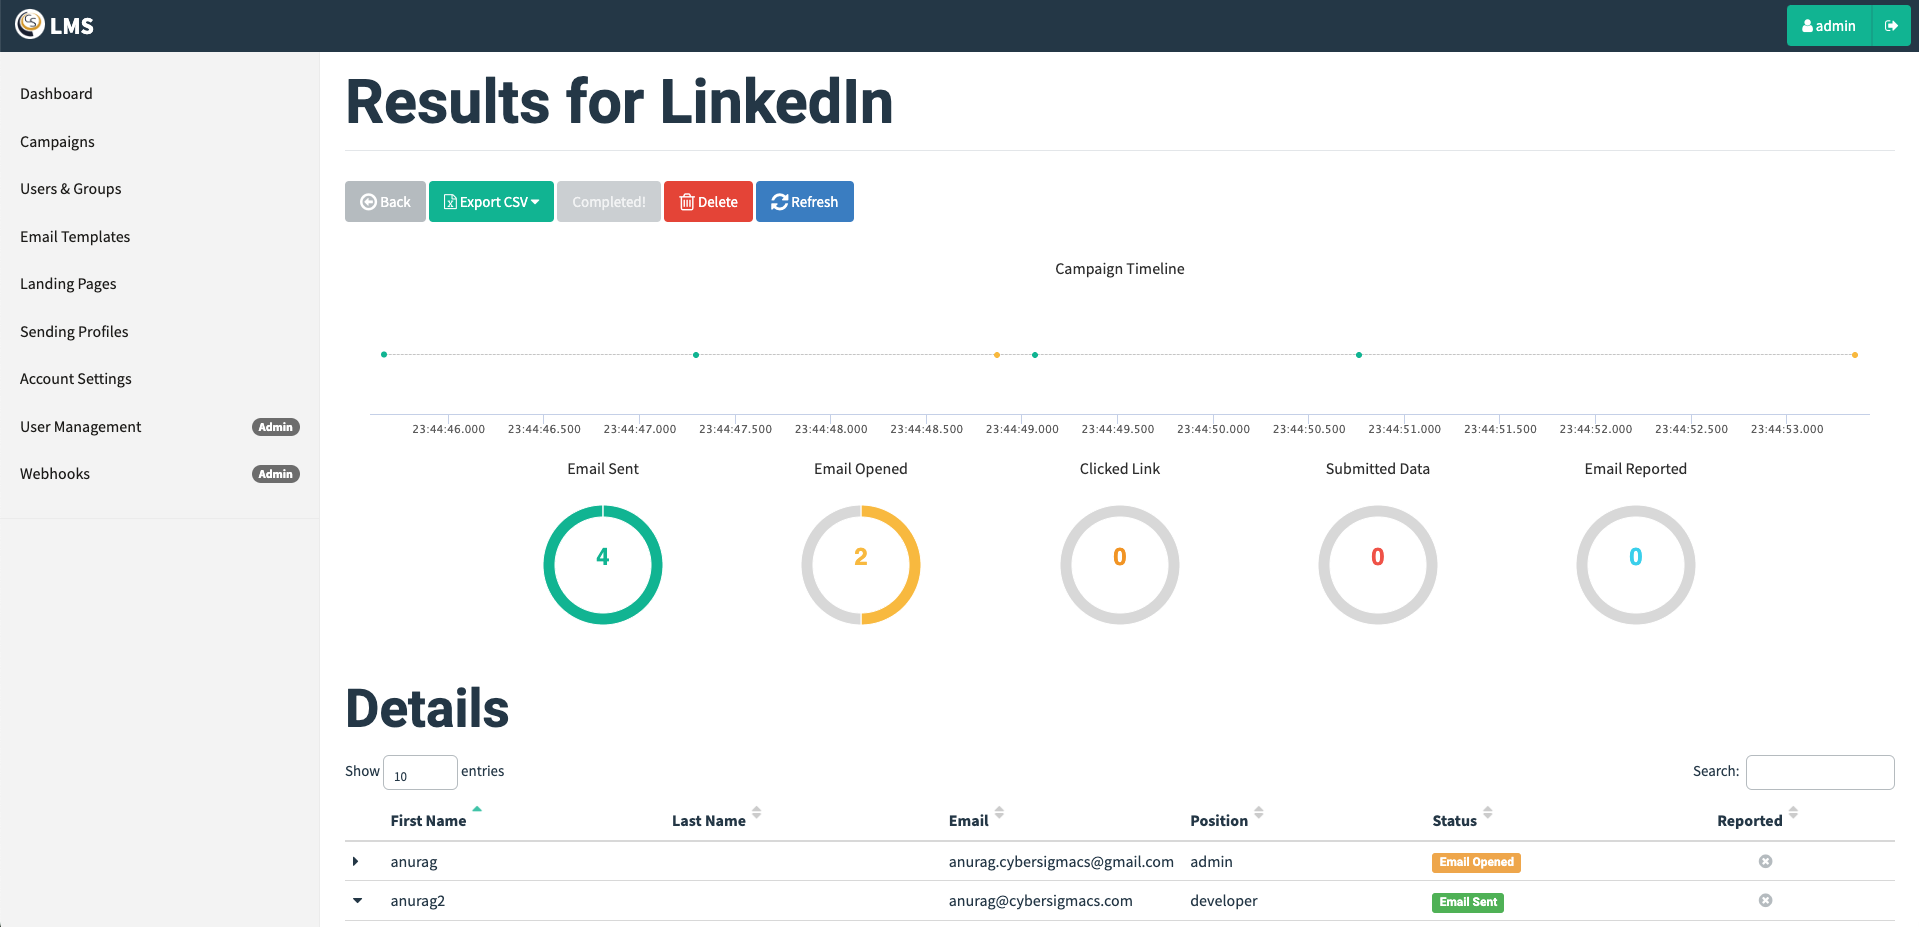 LMS
admin
Dashboard
Campaigns
Users & Groups
Email Templates
Landing Pages
Sending Profiles
Account Settings
User Management Admin
Webhooks Admin
Results for LinkedIn
Back Export CSV Completed! Delete Refresh
Campaign Timeline
23:44:46.000 23:44:46.500 23:44:47.000 23:44:47.500 23:44:48.000 23:44:48.500 23:44:49.000 23:44:49.500 23:44:50.000 23:44:50.500 23:44:51.000 23:44:51.500 23:44:52.000 23:44:52.500 23:44:53.000
Email Sent Email Opened Clicked Link Submitted Data Email Reported
4 2 0 0 0
Details
Show 10 entries Search:
First Name Last Name Email Position Status Reported
anurag anurag.cybersigmacs@gmail.com admin Email Opened
anurag2 anurag@cybersigmacs.com developer Email Sent